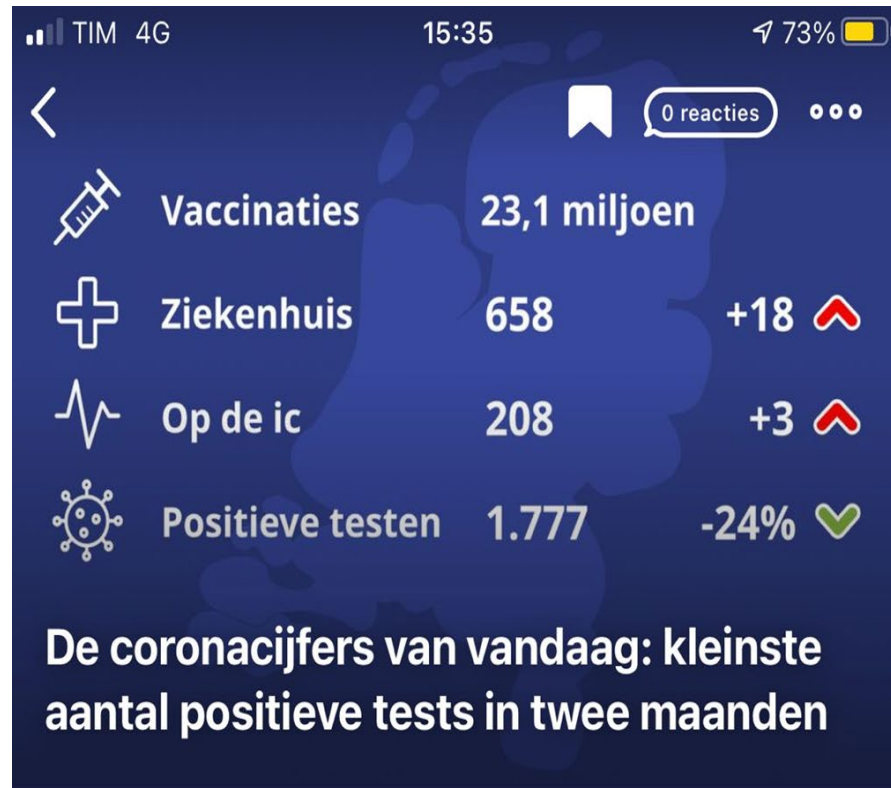 TIM 4G 15:35 73%
0 reacties
Vaccinaties 23,1 miljoen
Ziekenhuis 658 +18
Op de ic 208 +3
Positieve testen 1.777 -24%
De coronacijfers van vandaag: kleinste
aantal positieve tests in twee maanden